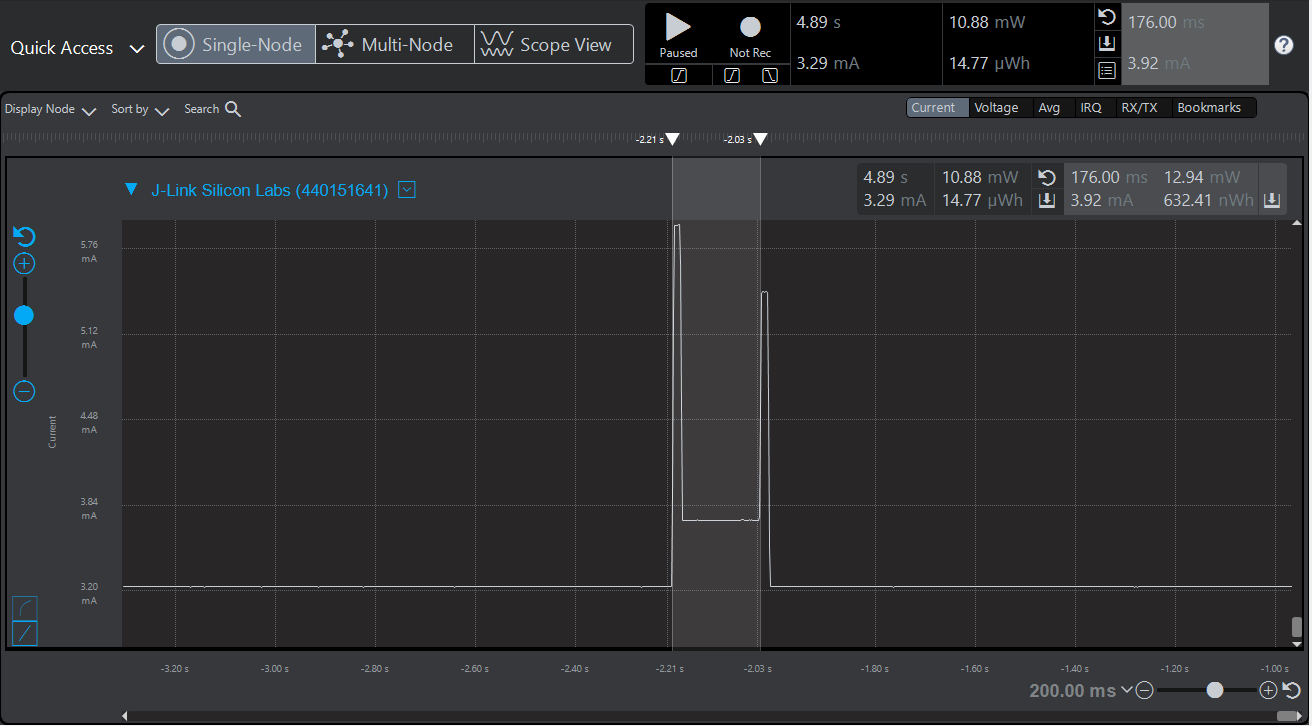 Quick Access
Single-Node
Multi-Node
Scope View
Paused
Not Rec
4.89 s
3.29 mA
10.88 mW
14.77 µWh
176.00 ms
3.92 mA
?
Display Node
Sort by
Search
Current
Voltage
Avg
IRQ
RX/TX
Bookmarks
-2.21 s
-2.03 s
J-Link Silicon Labs (440151641)
4.89 s
3.29 mA
10.88 mW
14.77 µWh
176.00 ms
3.92 mA
12.94 mW
632.41 nWh
5.76
mA
5.12
mA
4.48
mA
3.84
mA
3.20
mA
Current
-3.20 s
-3.00 s
-2.80 s
-2.60 s
-2.40 s
-2.21 s
-2.03 s
-1.80 s
-1.60 s
-1.40 s
-1.20 s
-1.00 s
200.00 ms